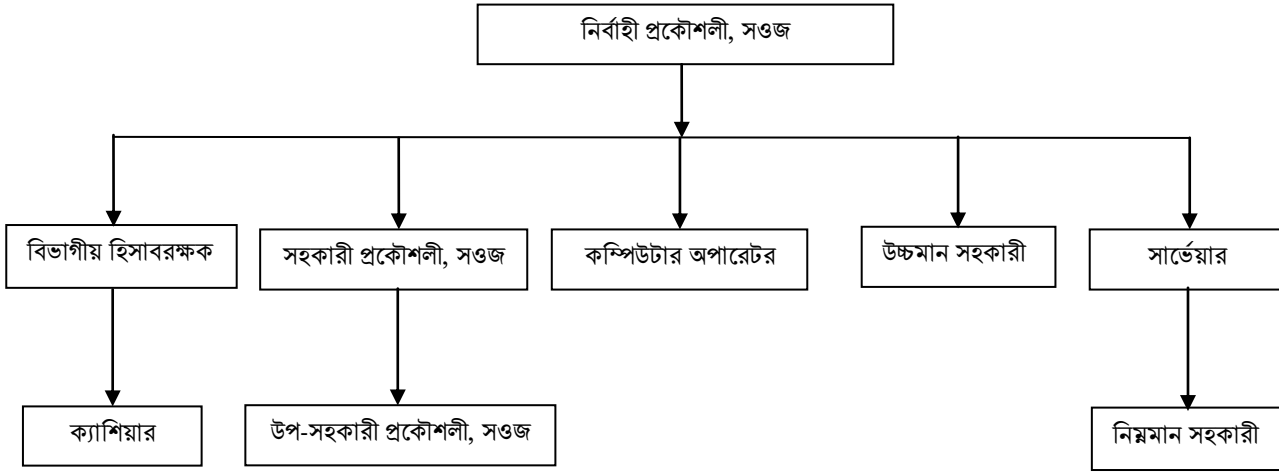 নির্বাহী প্রকৌশলী, সওজ
বিভাগীয় হিসাবরক্ষক
সহকারী প্রকৌশলী, সওজ
কম্পিউটার অপারেটর
উচ্চমান সহকারী
সার্ভেয়ার
ক্যাশিয়ার
উপ-সহকারী প্রকৌশলী, সওজ
নিম্নমান সহকারী